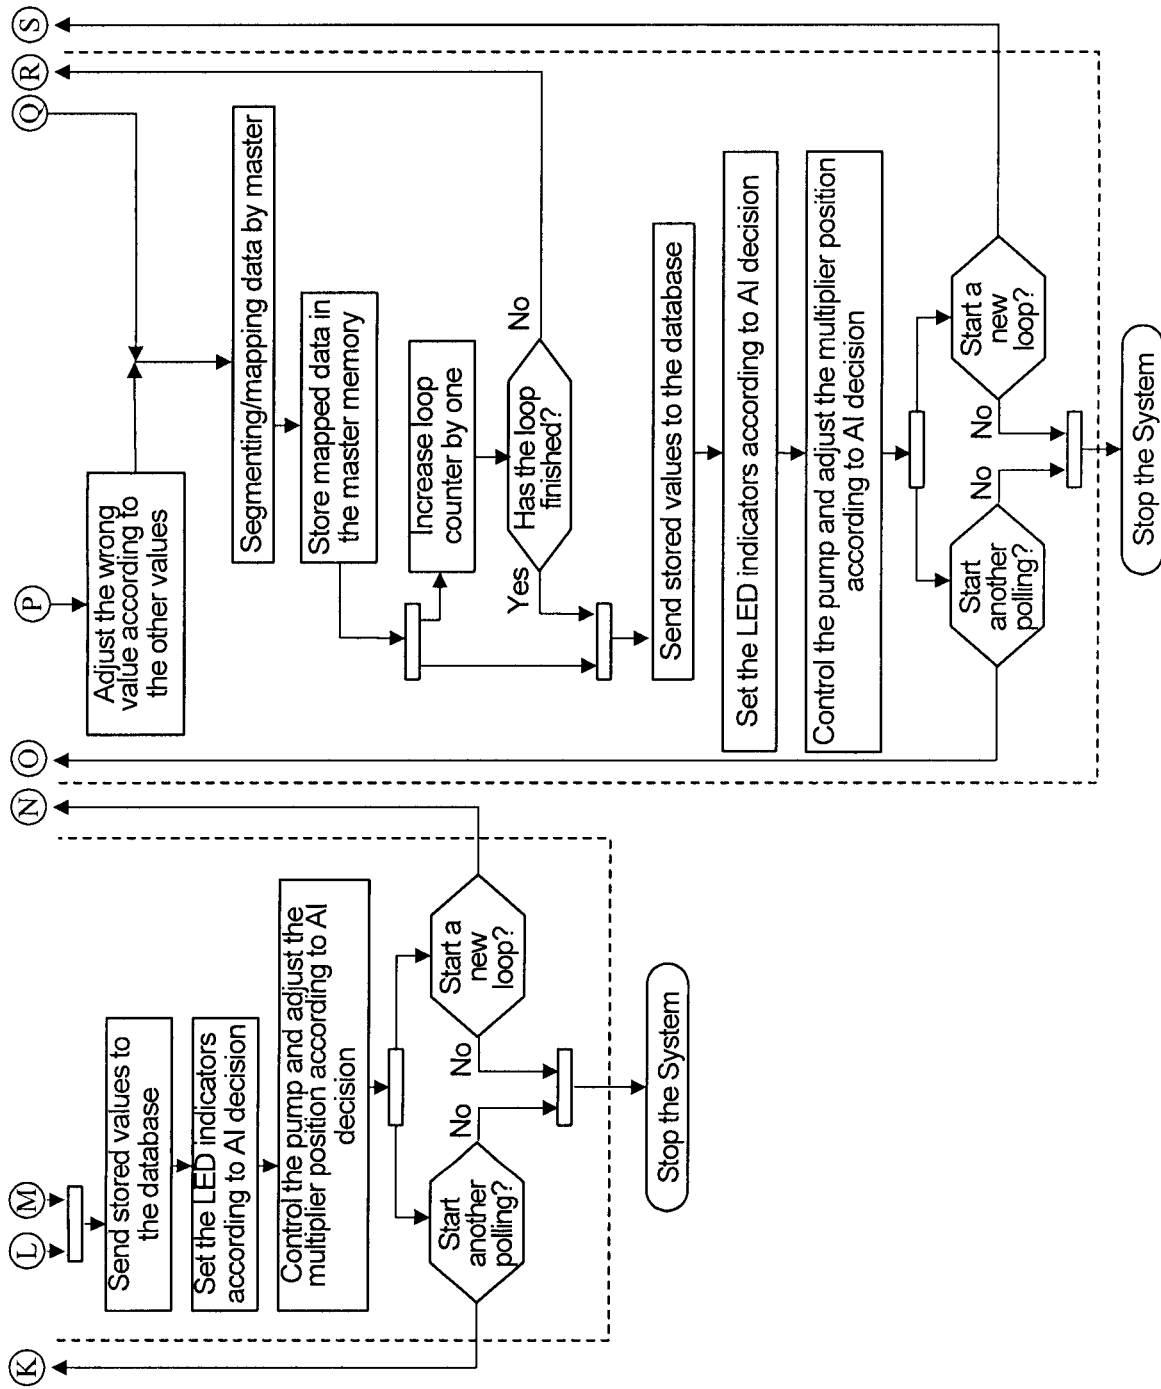 K
L
M
N
O
P
Q
R
S
Send stored values to
the database
Set the LED indicators
according to AI decision
Control the pump and adjust the
multiplier position according to AI
decision
Start
another
polling?
Start a
new
loop?
No
No
Stop the System
Adjust the wrong
value according to
the other values
Segmenting/mapping data by master
Store mapped data in
the master memory
Increase loop
counter by one
Has the loop
finished?
Yes
No
Send stored values to the database
Set the LED indicators according to AI decision
Control the pump and adjust the multiplier position
according to AI decision
Start
another
polling?
Start a
new
loop?
No
No
Stop the System